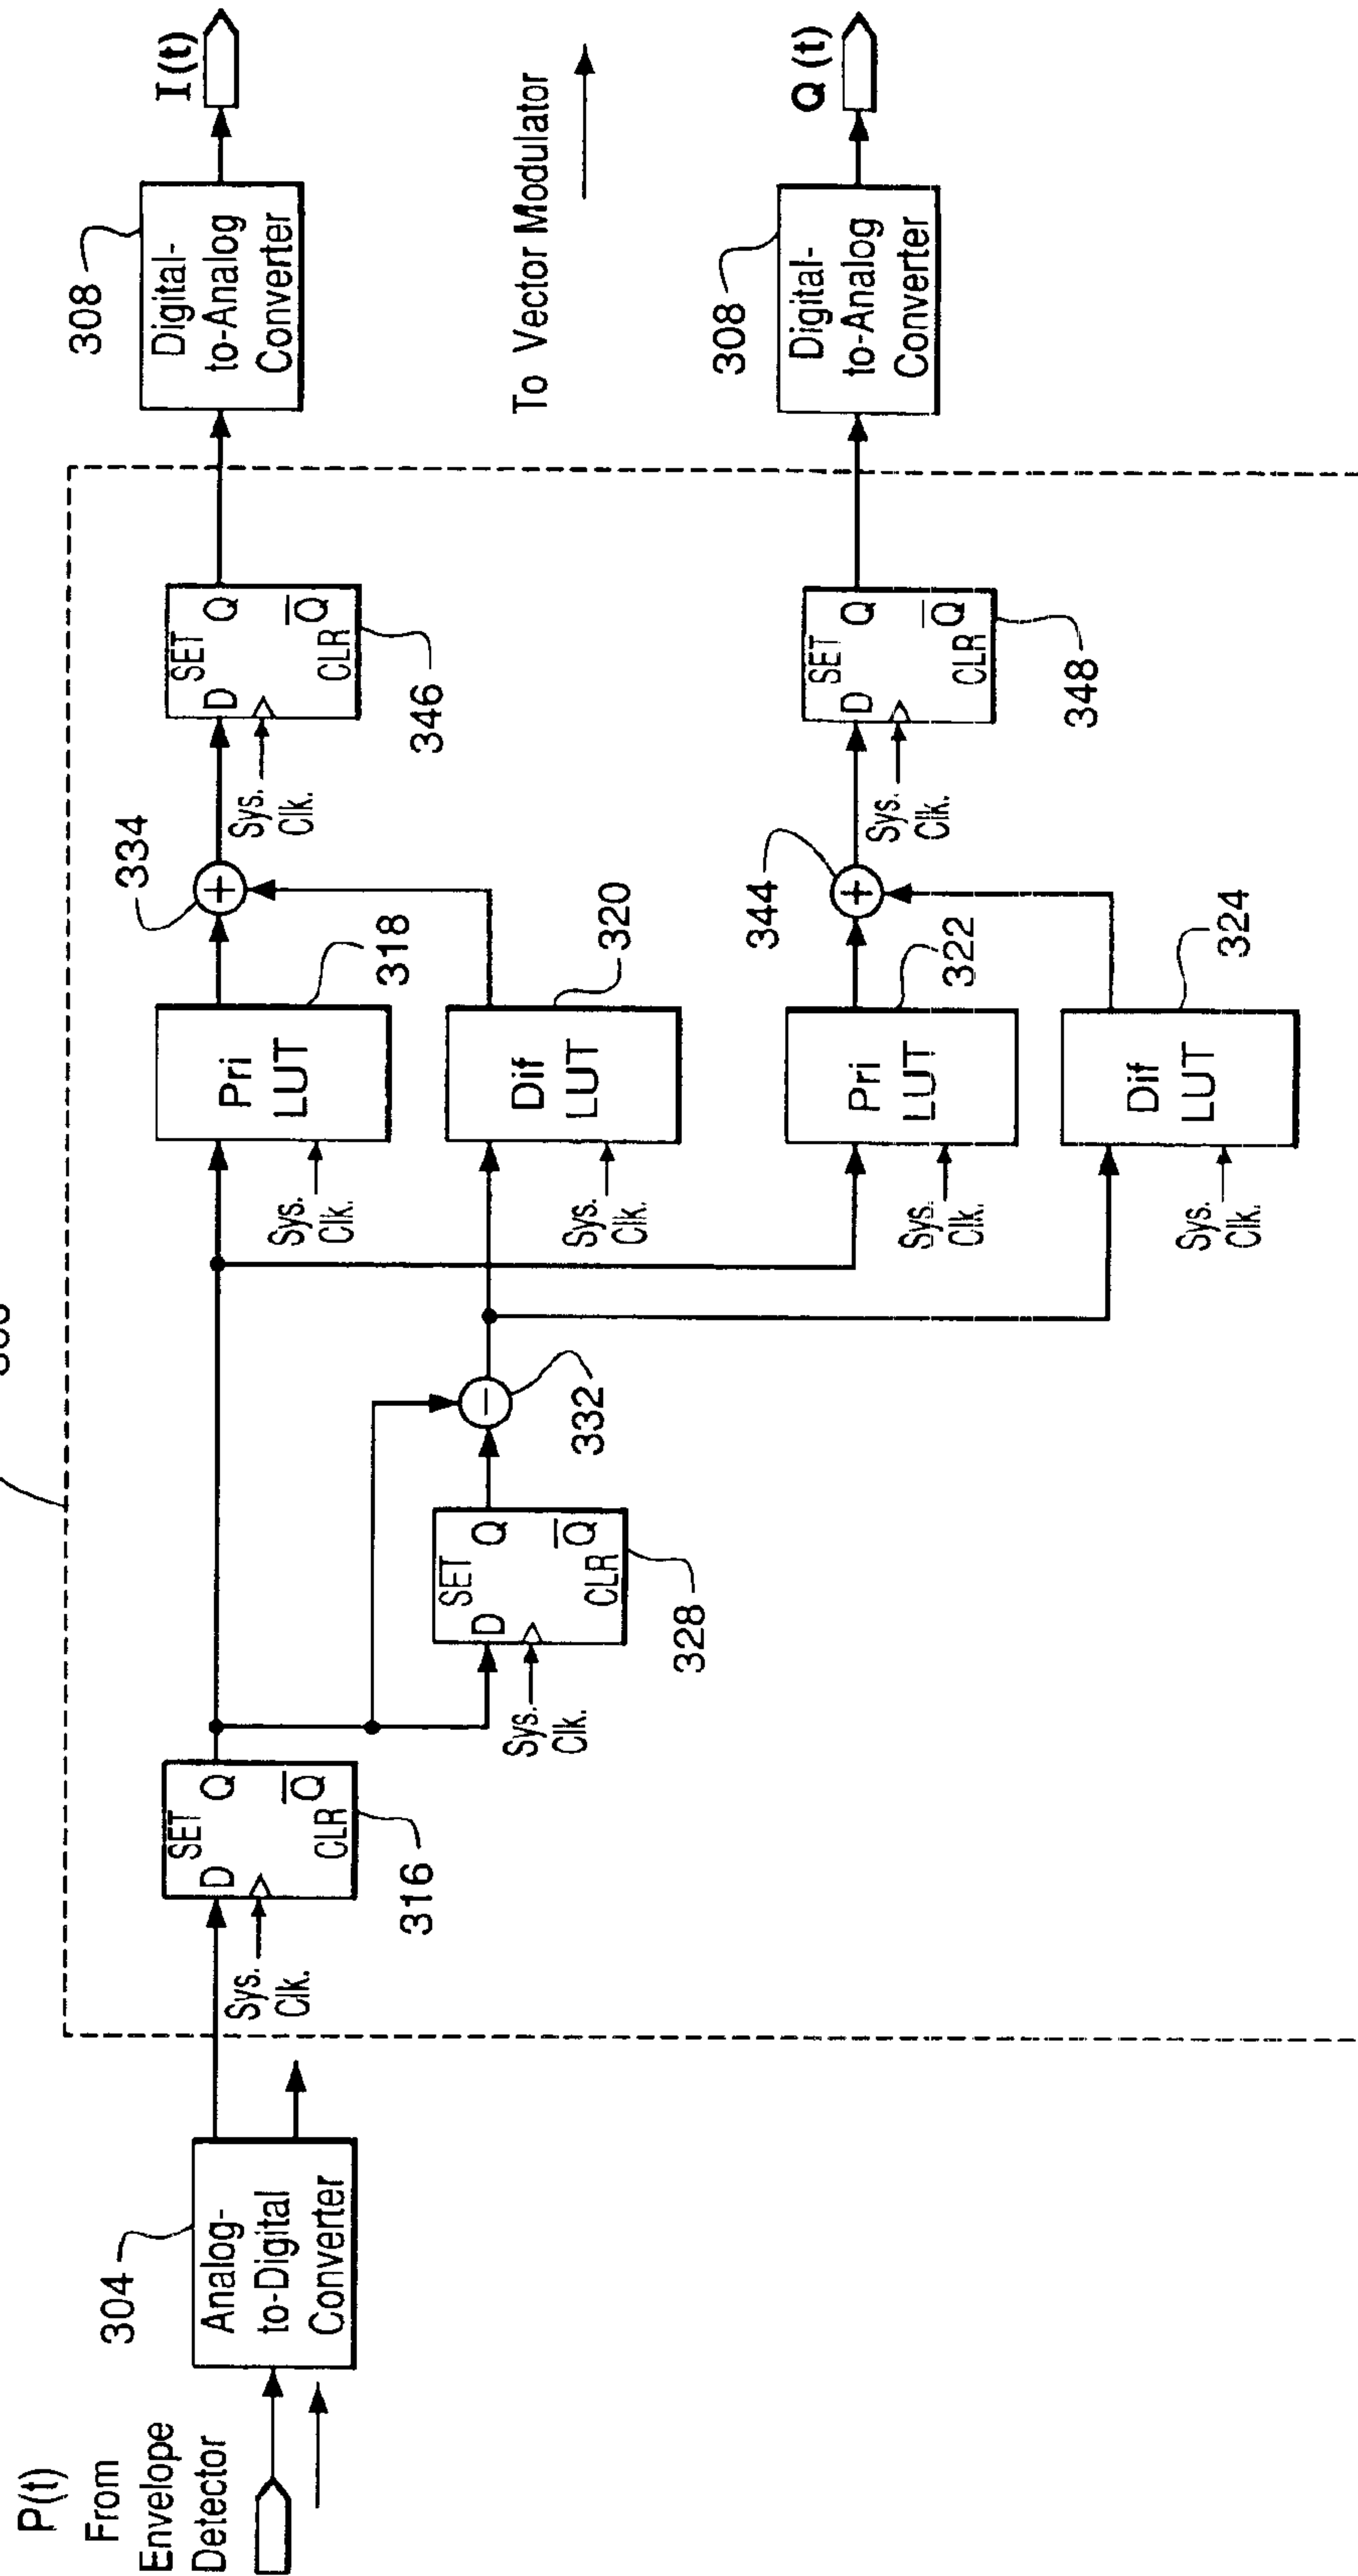 P(t)
From
Envelope
Detector
304
Analog-
to-Digital
Converter
Sys.
Clk.
SET
D Q
Q
CLR
316
Sys.
Clk.
SET
D Q
Q
CLR
328
−
332
Sys.
Clk.
Pri
LUT
318
Sys.
Clk.
Dif
LUT
320
Sys.
Clk.
Pri
LUT
322
Sys.
Clk.
Dif
LUT
324
+
334
+
344
Sys.
Clk.
SET
D Q
Q
CLR
346
Sys.
Clk.
SET
D Q
Q
CLR
348
308
Digital-
to-Analog
Converter
I (t)
To Vector Modulator
308
Digital-
to-Analog
Converter
Q (t)